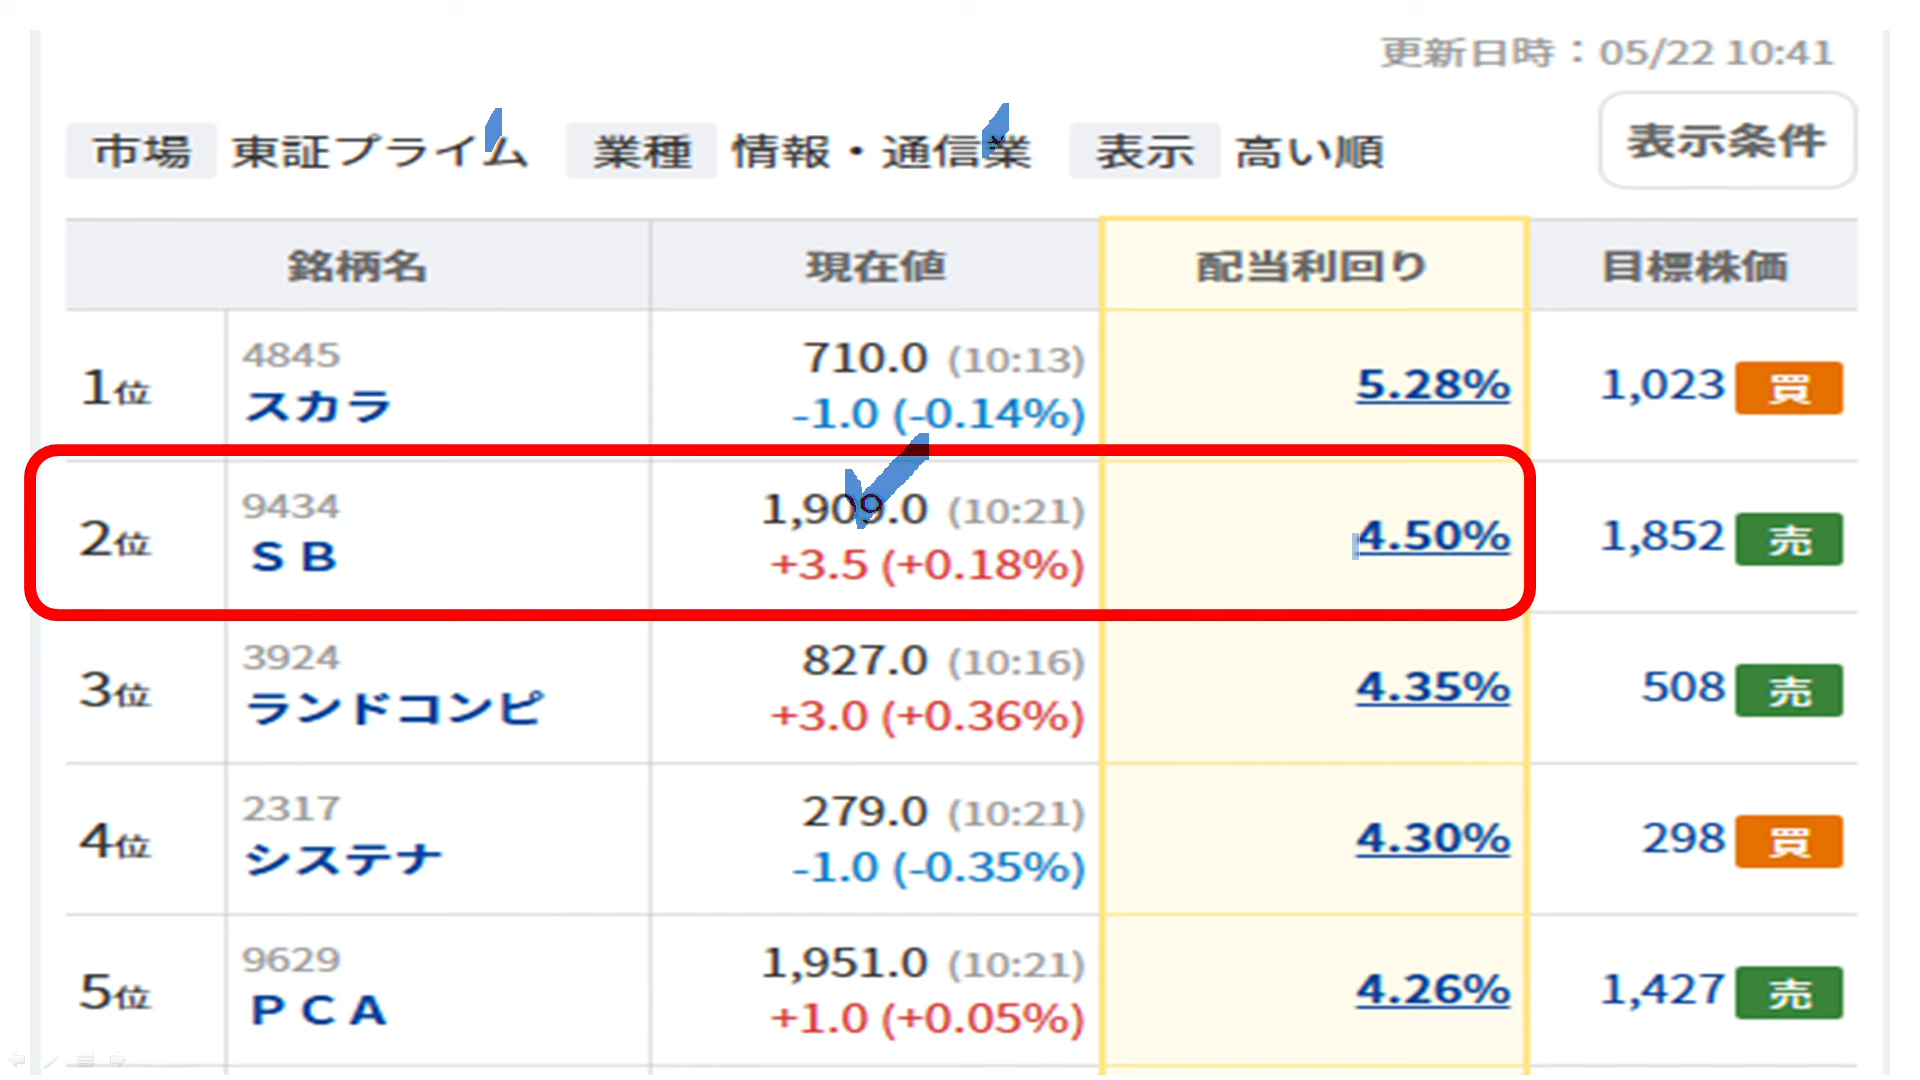 更新日時：05/22 10:41
市場 東証プライム 業種 情報・通信業 表示 高い順 表示条件
銘柄名 現在値 配当利回り 目標株価
1位 4845 スカラ 710.0 (10:13) -1.0 (-0.14%) 5.28% 1,023 買
2位 9434 ＳＢ 1,909.0 (10:21) +3.5 (+0.18%) 4.50% 1,852 売
3位 3924 ランドコンピ 827.0 (10:16) +3.0 (+0.36%) 4.35% 508 売
4位 2317 システナ 279.0 (10:21) -1.0 (-0.35%) 4.30% 298 買
5位 9629 ＰＣＡ 1,951.0 (10:21) +1.0 (+0.05%) 4.26% 1,427 売